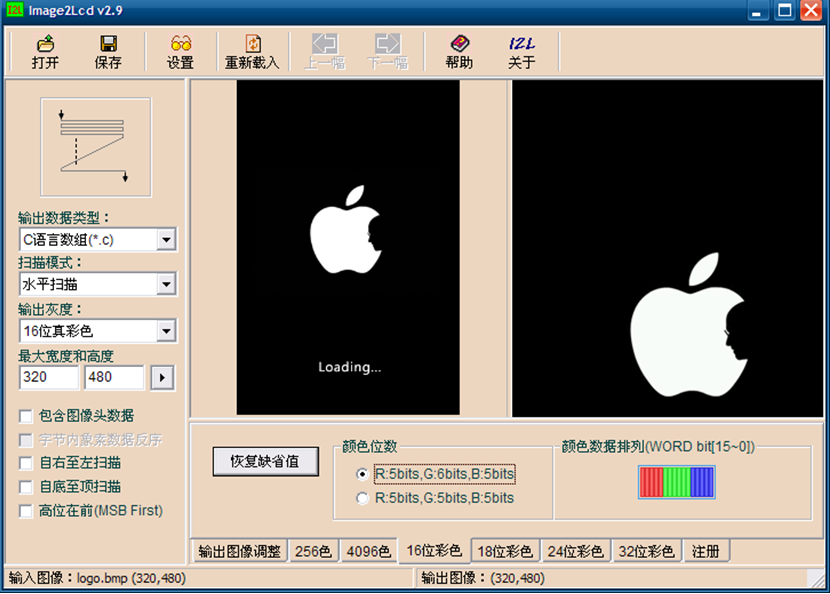 I2L Image2Lcd v2.9
打开 保存 设置 重新载入 上一幅 下一幅 帮助 I2L 关于
输出数据类型：
C语言数组(*.c)
扫描模式：
水平扫描
输出灰度：
16位真彩色
最大宽度和高度
320 480
包含图像头数据
字节内象素数据反序
自右至左扫描
自底至顶扫描
高位在前(MSB First)
Loading...
恢复缺省值
颜色位数
R:5bits,G:6bits,B:5bits
R:5bits,G:5bits,B:5bits
颜色数据排列(WORD bit[15~0])
输出图像调整 256色 4096色 16位彩色 18位彩色 24位彩色 32位彩色 注册
输入图像：logo.bmp (320,480)
输出图像：(320,480)